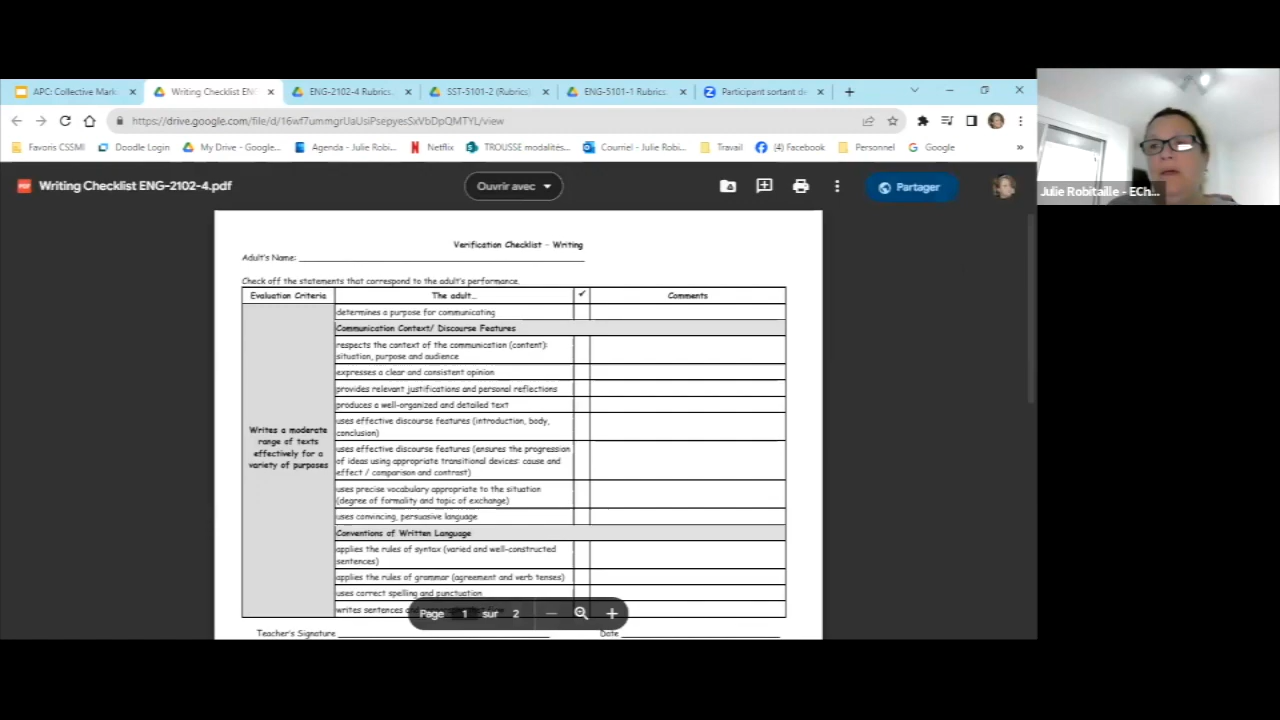 APC: Collective Mark
Writing Checklist ENG
ENG-2102-4 Rubrics.
SST-5101-2 (Rubrics)
ENG-5101-1 Rubrics.
Participant sortant de
Favoris CSSMI
Doodle Login
My Drive - Google...
Agenda - Julie Rob...
Netflix
TROUSSE modalités...
Courriel - Julie Robi...
Travail
(4) Facebook
Personnel
Google
»
Writing Checklist ENG-2102-4.pdf
Ouvrir avec
Partager
Julie Robitaille - ECh...
Verification Checklist - Writing
Adult's Name:
Check off the statements that correspond to the adult's performance.
Evaluation Criteria The adult… ✓ Comments
determines a purpose for communicating
Communication Context/ Discourse Features
respects the context of the communication (content):
situation, purpose and audience
expresses a clear and consistent opinion
provides relevant justifications and personal reflections
produces a well-organized and detailed text
uses effective discourse features (introduction, body,
conclusion)
Writes a moderate
range of texts
effectively for a
variety of purposes
uses effective discourse features (ensures the progression
of ideas using appropriate transitional devices: cause and
effect / comparison and contrast)
uses precise vocabulary appropriate to the situation
(degree of formality and topic of exchange)
uses convincing, persuasive language
Conventions of Written Language
applies the rules of syntax (varied and well-constructed
sentences)
applies the rules of grammar (agreement and verb tenses)
uses correct spelling and punctuation
writes sentences
Page 1 sur 2
Teacher's Signature Date